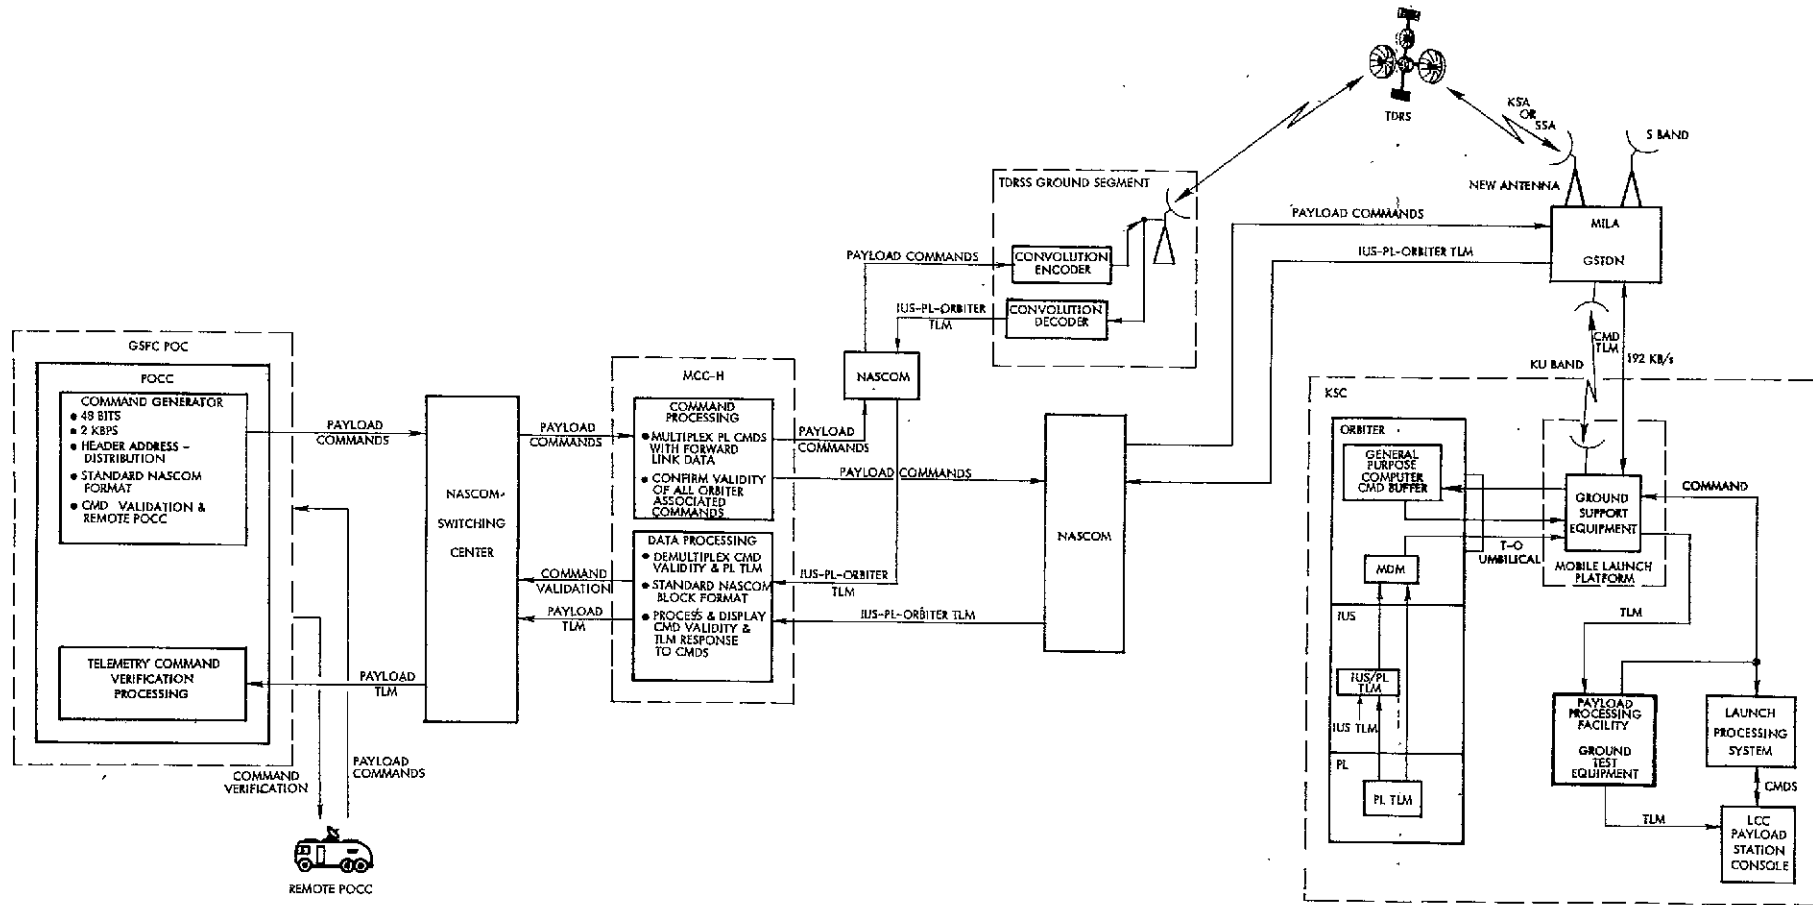 TDRS
KSA
OR
SSA
S BAND
NEW ANTENNA
MILA
GSTDN
TDRSS GROUND SEGMENT
CONVOLUTION
ENCODER
CONVOLUTION
DECODER
PAYLOAD COMMANDS
IUS-PL-ORBITER
TLM
PAYLOAD COMMANDS
IUS-PL-ORBITER TLM
NASCOM
GSFC POC
POCC
COMMAND GENERATOR
• 48 BITS
• 2 KBPS
• HEADER ADDRESS -
DISTRIBUTION
• STANDARD NASCOM
FORMAT
• CMD VALIDATION &
REMOTE POCC
TELEMETRY COMMAND
VERIFICATION
PROCESSING
PAYLOAD
COMMANDS
PAYLOAD
TLM
COMMAND
VERIFICATION
PAYLOAD
COMMANDS
REMOTE POCC
NASCOM-
SWITCHING
CENTER
PAYLOAD
COMMANDS
COMMAND
VALIDATION
PAYLOAD
TLM
MCC-H
COMMAND
PROCESSING
• MULTIPLEX PL CMDS
WITH FORWARD
LINK DATA
• CONFIRM VALIDITY
OF ALL ORBITER
ASSOCIATED
COMMANDS
DATA PROCESSING
• DEMULTIPLEX CMD
VALIDITY & PL TLM
• STANDARD NASCOM
BLOCK FORMAT
• PROCESS & DISPLAY
CMD VALIDITY &
TLM RESPONSE
TO CMDS
PAYLOAD
COMMANDS
PAYLOAD COMMANDS
IUS-PL-ORBITER
TLM
IUS-PL-ORBITER TLM
NASCOM
KU BAND
CMD
TLM
192 KB/s
KSC
ORBITER
GENERAL
PURPOSE
COMPUTER
CMD BUFFER
MDM
IUS
IUS/PL
TLM
IUS TLM
PL
PL TLM
T-O
UMBILICAL
GROUND
SUPPORT
EQUIPMENT
MOBILE LAUNCH
PLATFORM
COMMAND
TLM
PAYLOAD
PROCESSING
FACILITY
GROUND
TEST
EQUIPMENT
LAUNCH
PROCESSING
SYSTEM
CMDS
TLM
LCC
PAYLOAD
STATION
CONSOLE